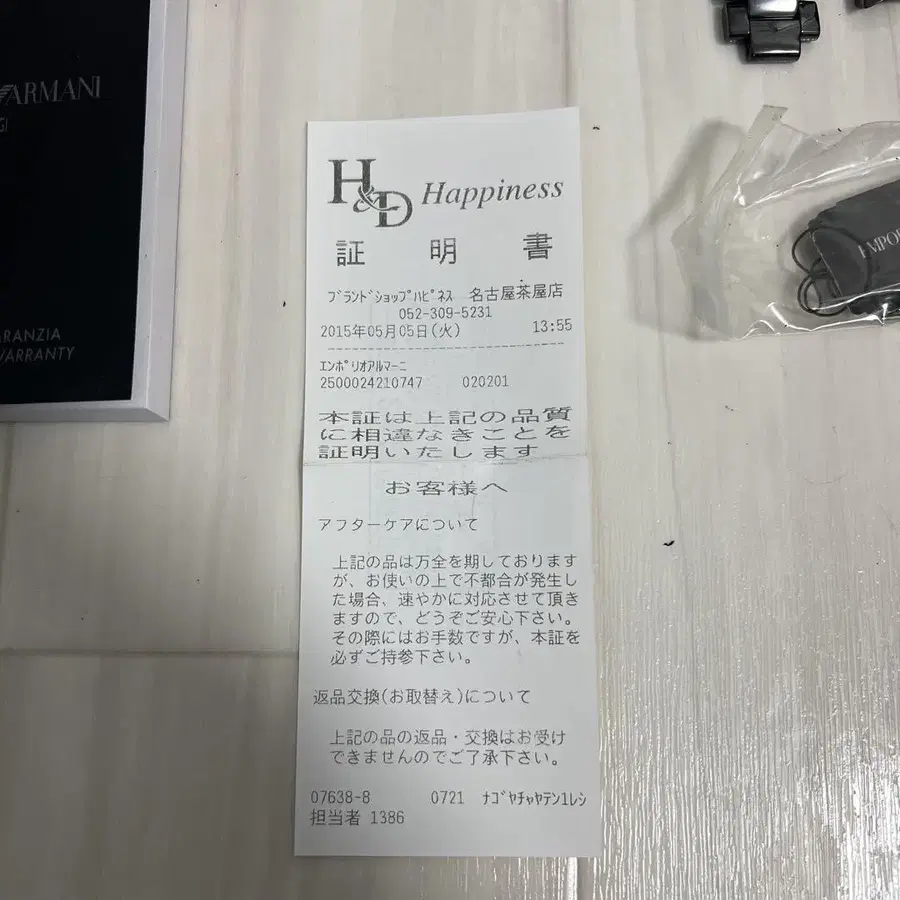 ARMANI
GI
ARANZIA
WARRANTY
EMPOR
H&D Happiness
証明書
ﾌﾞﾗﾝﾄﾞｼｮｯﾌﾟﾊﾋﾟﾈｽ 名古屋茶屋店
052-309-5231
2015年05月05日(火) 13:55
ｴﾝﾎﾟﾘｵｱﾙﾏｰﾆ
2500024210747 020201
本証は上記の品質
に相違なきことを
証明いたします
お客様へ
アフターケアについて
上記の品は万全を期しております
が、お使いの上で不都合が発生し
た場合、速やかに対応させて頂き
ますので、どうぞご安心下さい。
その際にはお手数ですが、本証を
必ずご持参下さい。
返品交換(お取替え)について
上記の品の返品・交換はお受け
できませんのでご了承下さい。
07638-8 0721 ﾅｺﾞﾔﾁｬﾔﾃﾝ1ﾚｼ
担当者 1386